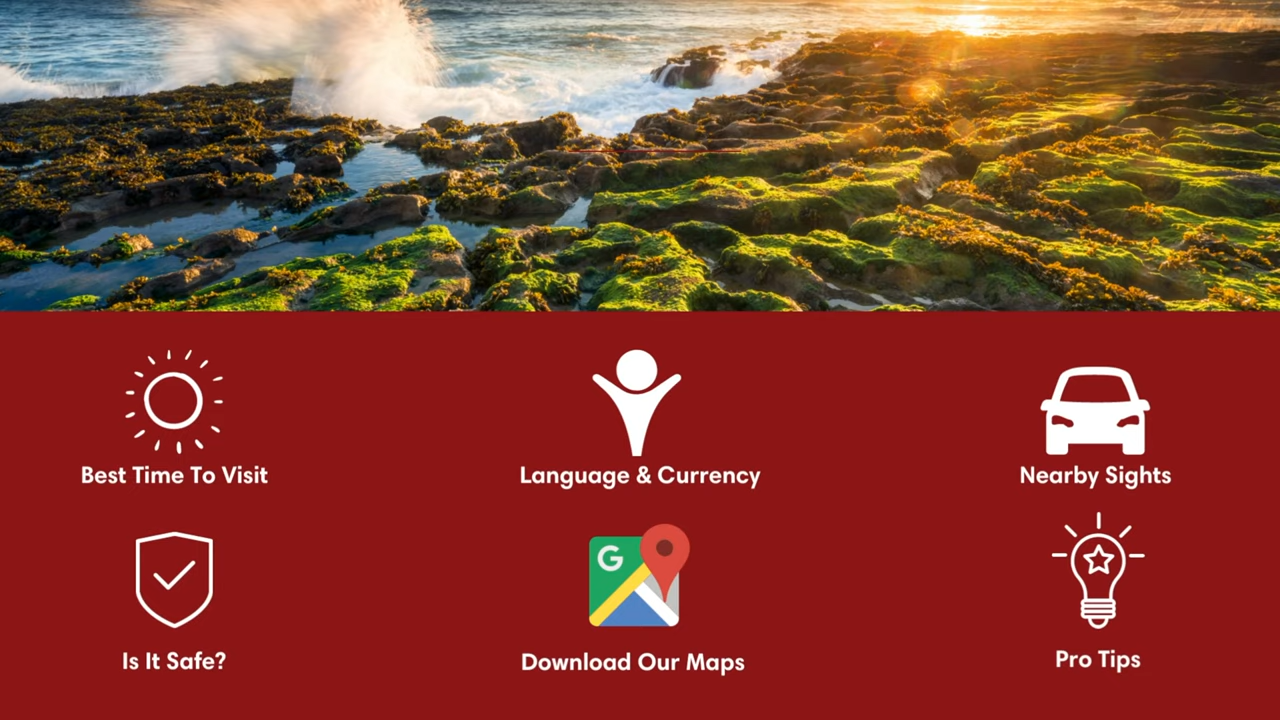 Best Time To Visit
Language & Currency
Nearby Sights
Is It Safe?
G
Download Our Maps
Pro Tips